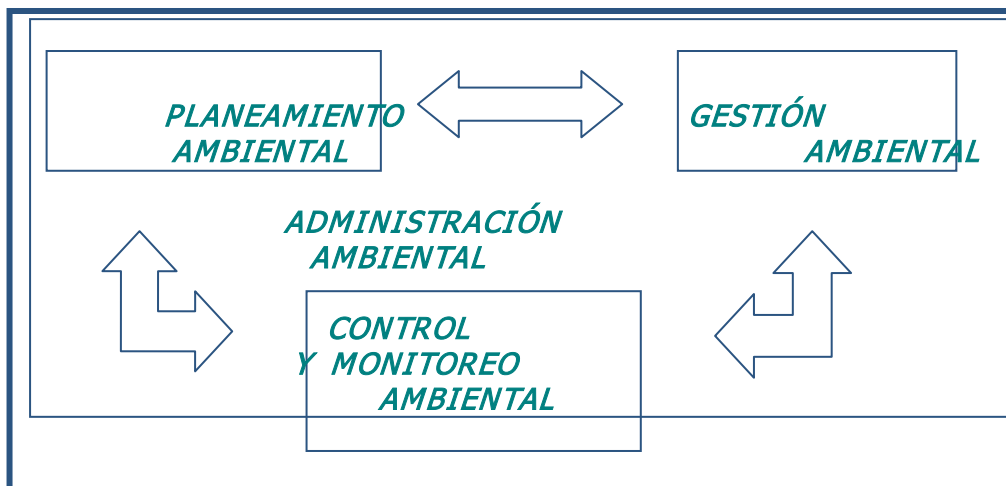 PLANEAMIENTO
AMBIENTAL
GESTIÓN
AMBIENTAL
ADMINISTRACIÓN
AMBIENTAL
CONTROL
Y MONITOREO
AMBIENTAL